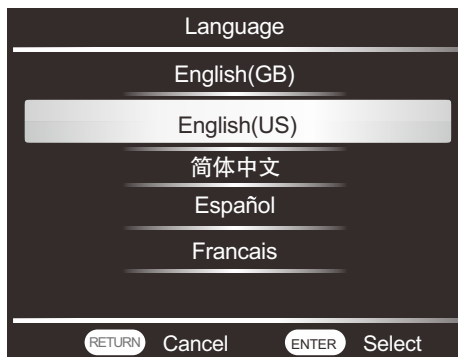 Language
English(GB)
English(US)
简体中文
Español
Francais
RETURN Cancel ENTER Select